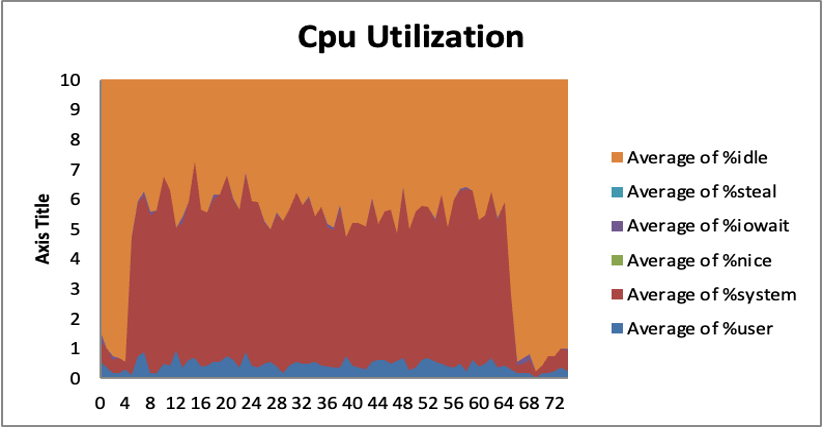 Cpu Utilization
Axis Title
10
9
8
7
6
5
4
3
2
1
0
0 4 8 12 16 20 24 28 32 36 40 44 48 52 56 60 64 68 72
Average of %idle
Average of %steal
Average of %iowait
Average of %nice
Average of %system
Average of %user